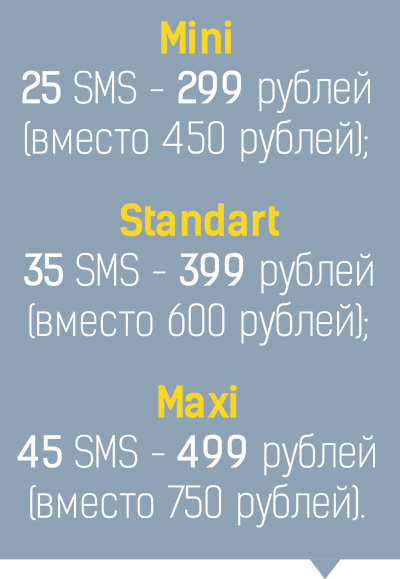 Mini
25 SMS – 299 рублей
(вместо 450 рублей);
Standart
35 SMS – 399 рублей
(вместо 600 рублей);
Maxi
45 SMS – 499 рублей
(вместо 750 рублей).